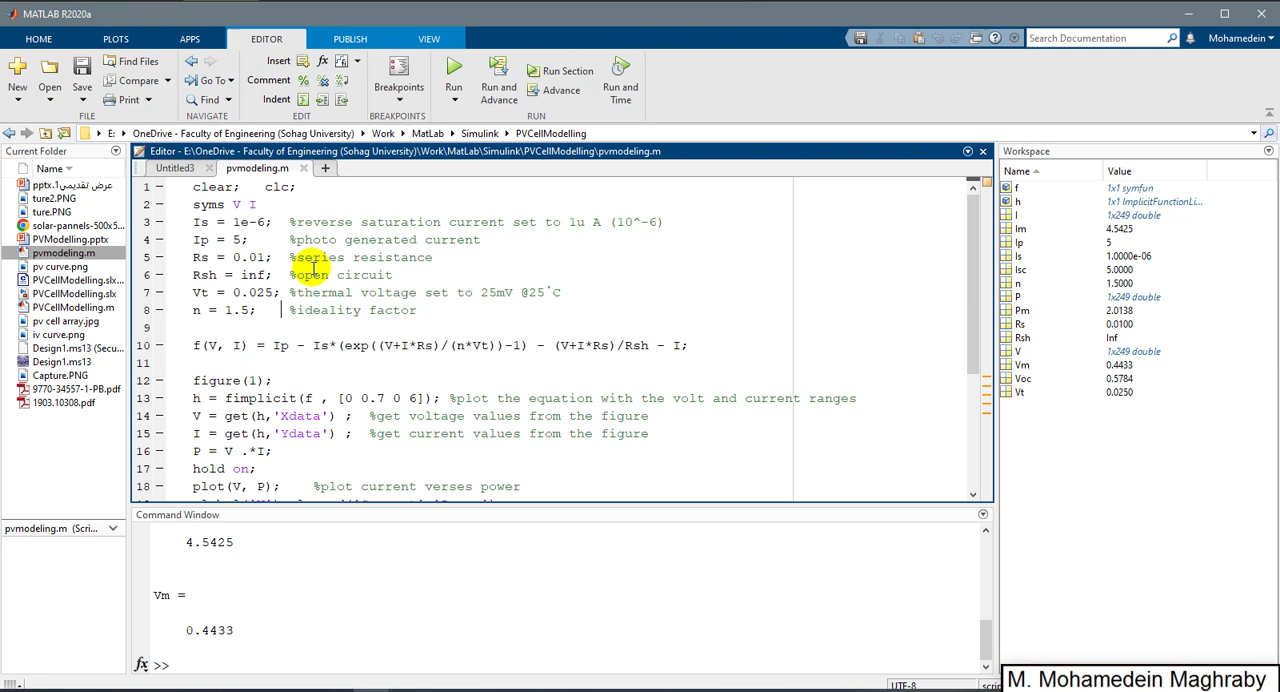 MATLAB R2020a
HOME PLOTS APPS EDITOR PUBLISH VIEW
Search Documentation
Mohamedein
New
Open
Save
Find Files
Compare
Print
FILE
Go To
Find
NAVIGATE
Insert
Comment
Indent
EDIT
Breakpoints
BREAKPOINTS
Run
Run and Advance
Run Section
Advance
Run and Time
RUN
E: ▸ OneDrive - Faculty of Engineering (Sohag University) ▸ Work ▸ MatLab ▸ Simulink ▸ PVCellModelling
Current Folder
Name
عرض تقديمي1.pptx
ture2.PNG
ture.PNG
solar-pannels-500x5...
PVModelling.pptx
pvmodeling.m
pv curve.png
PVCellModelling.slx...
PVCellModelling.slx
PVCellModelling.m
pv cell array.jpg
iv curve.png
Design1.ms13 (Secu...
Design1.ms13
Capture.PNG
9770-34557-1-PB.pdf
1903.10308.pdf
pvmodeling.m (Scri...
Editor - E:\OneDrive - Faculty of Engineering (Sohag University)\Work\MatLab\Simulink\PVCellModelling\pvmodeling.m
Untitled3 pvmodeling.m
1 clear; clc;
2 syms V I
3 Is = 1e-6; %reverse saturation current set to 1u A (10^-6)
4 Ip = 5; %photo generated current
5 Rs = 0.01; %series resistance
6 Rsh = inf; %open circuit
7 Vt = 0.025; %thermal voltage set to 25mV @25°C
8 n = 1.5; %ideality factor
9
10 f(V, I) = Ip - Is*(exp((V+I*Rs)/(n*Vt))-1) - (V+I*Rs)/Rsh - I;
11
12 figure(1);
13 h = fimplicit(f , [0 0.7 0 6]); %plot the equation with the volt and current ranges
14 V = get(h,'Xdata') ; %get voltage values from the figure
15 I = get(h,'Ydata') ; %get current values from the figure
16 P = V .*I;
17 hold on;
18 plot(V, P); %plot current verses power
Command Window
4.5425
Vm =
0.4433
fx >>
Workspace
Name Value
f 1x1 symfun
h 1x1 ImplicitFunctionLi...
I 1x249 double
Im 4.5425
Ip 5
Is 1.0000e-06
Isc 5.0000
n 1.5000
P 1x249 double
Pm 2.0138
Rs 0.0100
Rsh Inf
V 1x249 double
Vm 0.4433
Voc 0.5784
Vt 0.0250
UTF-8
M. Mohamedein Maghraby